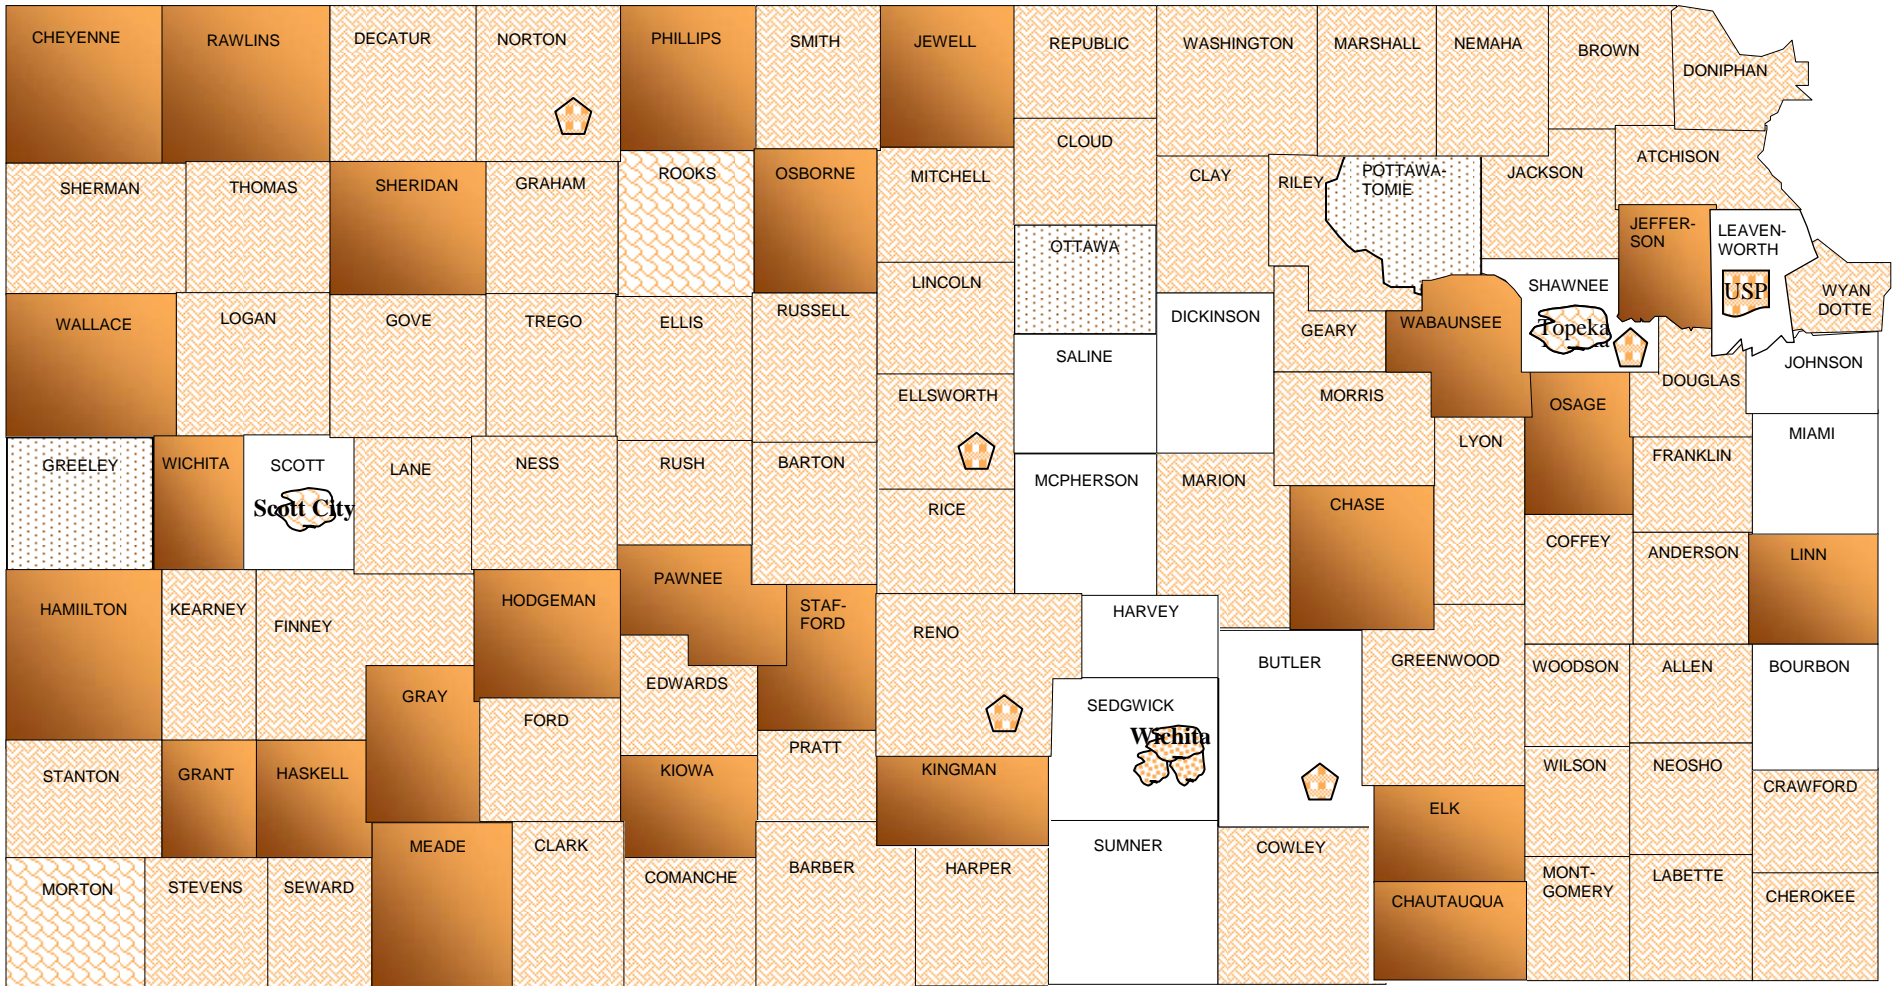 CHEYENNE
RAWLINS
DECATUR
NORTON
PHILLIPS
SMITH
JEWELL
REPUBLIC
WASHINGTON
MARSHALL
NEMAHA
BROWN
DONIPHAN
CLOUD
ATCHISON
SHERMAN
THOMAS
SHERIDAN
GRAHAM
ROOKS
OSBORNE
MITCHELL
CLAY
RILEY
POTTAWA-
TOMIE
JACKSON
JEFFER-
SON
LEAVEN-
WORTH
USP
OTTAWA
LINCOLN
SHAWNEE
Topeka
WYAN
DOTTE
WALLACE
LOGAN
GOVE
TREGO
ELLIS
RUSSELL
DICKINSON
GEARY
WABAUNSEE
SALINE
JOHNSON
DOUGLAS
ELLSWORTH
MORRIS
OSAGE
MIAMI
GREELEY
WICHITA
SCOTT
Scott City
LANE
NESS
RUSH
BARTON
LYON
FRANKLIN
MCPHERSON
MARION
RICE
CHASE
COFFEY
ANDERSON
LINN
HAMIILTON
KEARNEY
FINNEY
HODGEMAN
PAWNEE
STAF-
FORD
RENO
HARVEY
BUTLER
GREENWOOD
WOODSON
ALLEN
BOURBON
GRAY
FORD
EDWARDS
SEDGWICK
Wichita
STANTON
GRANT
HASKELL
KIOWA
PRATT
KINGMAN
WILSON
NEOSHO
CRAWFORD
ELK
MEADE
CLARK
SUMNER
COWLEY
MORTON
STEVENS
SEWARD
COMANCHE
BARBER
HARPER
CHAUTAUQUA
MONT-
GOMERY
LABETTE
CHEROKEE